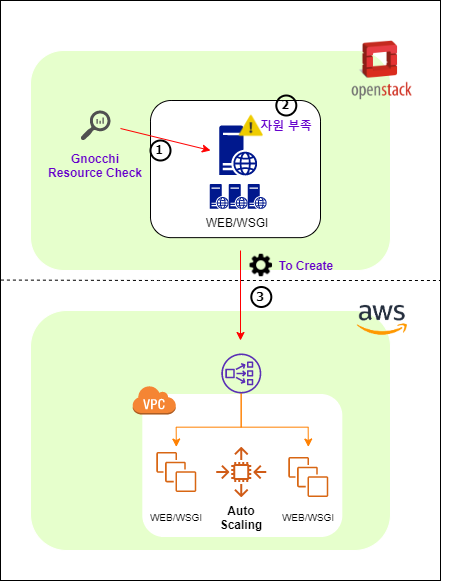 openstack
② 자원 부족
①
Gnocchi
Resource Check
WEB/WSGI
To Create
③
aws
VPC
WEB/WSGI
Auto
Scaling
WEB/WSGI